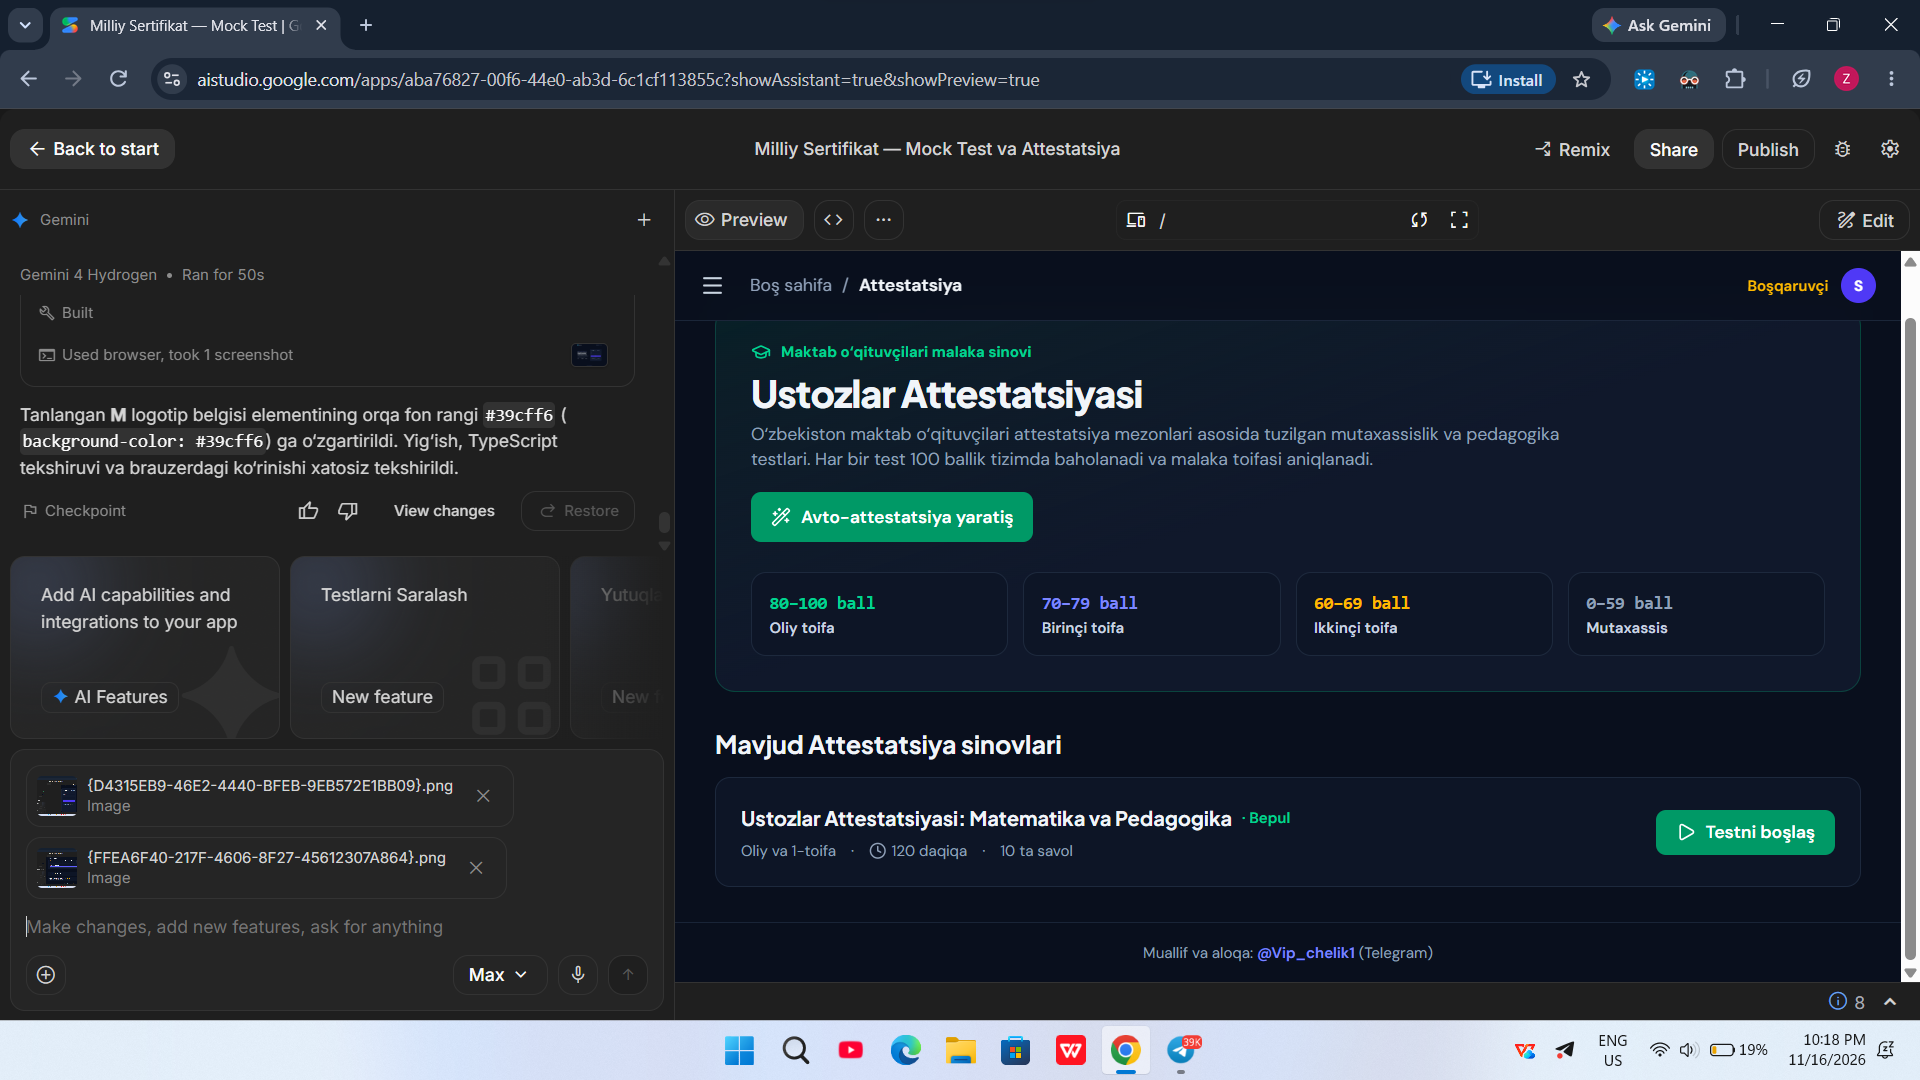 Milliy Sertifikat — Mock Test | G
Ask Gemini
aistudio.google.com/apps/aba76827-00f6-44e0-ab3d-6c1cf113855c?showAssistant=true&showPreview=true
Install
Z
Back to start
Milliy Sertifikat — Mock Test va Attestatsiya
Remix
Share
Publish
Gemini
Preview
/
Edit
Gemini 4 Hydrogen • Ran for 50s
Built
Used browser, took 1 screenshot
Tanlangan M logotip belgisi elementining orqa fon rangi #39cff6 (
background-color: #39cff6) ga oʻzgartirildi. Yigʻish, TypeScript
tekshiruvi va brauzerdagi koʻrinishi xatosiz tekshirildi.
Checkpoint
View changes
Restore
Add AI capabilities and
integrations to your app
AI Features
Testlarni Saralash
New feature
Yutuqla
New f
{D4315EB9-46E2-4440-BFEB-9EB572E1BB09}.png
Image
{FFEA6F40-217F-4606-8F27-45612307A864}.png
Image
Make changes, add new features, ask for anything
Max
Boş sahifa / Attestatsiya
Boşqaruvçi
S
Maktab oʻqituvçilari malaka sinovi
Ustozlar Attestatsiyasi
Oʻzbekiston maktab oʻqituvçilari attestatsiya mezonlari asosida tuzilgan mutaxassislik va pedagogika
testlari. Har bir test 100 ballik tizimda baholanadi va malaka toifasi aniqlanadi.
Avto-attestatsiya yaratiş
80–100 ball
Oliy toifa
70–79 ball
Birinçi toifa
60–69 ball
Ikkinçi toifa
0–59 ball
Mutaxassis
Mavjud Attestatsiya sinovlari
Ustozlar Attestatsiyasi: Matematika va Pedagogika · Bepul
Oliy va 1-toifa · 120 daqiqa · 10 ta savol
Testni boşlaş
Muallif va aloqa: @Vip_chelik1 (Telegram)
8
39K
ENG
US
19%
10:18 PM
11/16/2026